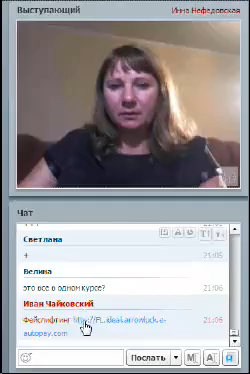 Выступающий Инна Нефедовская
Чат
Светлана
+ 21:05
Велина
это все в одном курсе? 21:06
Иван Чайковский
Фейслифтинг 21:06
autopay.com
Послать